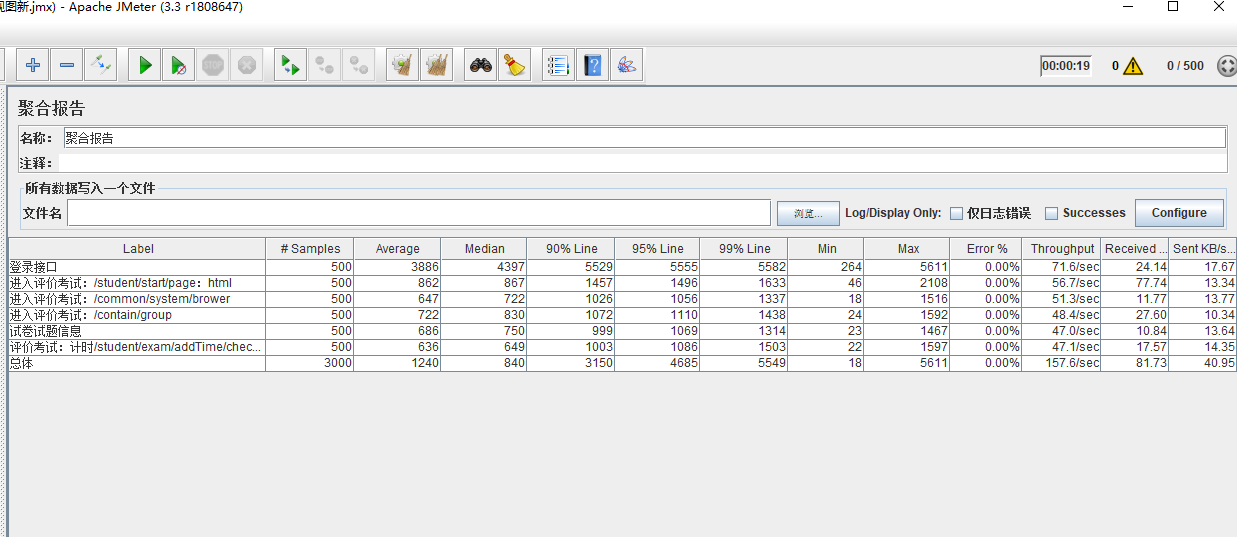 视图新.jmx) - Apache JMeter (3.3 r1808647)
STOP
00:00:19 0 0 / 500
聚合报告
名称： 聚合报告
注释：
所有数据写入一个文件
文件名 浏览... Log/Display Only: 仅日志错误 Successes Configure
Label # Samples Average Median 90% Line 95% Line 99% Line Min Max Error % Throughput Received ... Sent KB/s...
登录接口 500 3886 4397 5529 5555 5582 264 5611 0.00% 71.6/sec 24.14 17.67
进入评价考试：/student/start/page：html 500 862 867 1457 1496 1633 46 2108 0.00% 56.7/sec 77.74 13.34
进入评价考试：/common/system/brower 500 647 722 1026 1056 1337 18 1516 0.00% 51.3/sec 11.77 13.77
进入评价考试：/contain/group 500 722 830 1072 1110 1438 24 1592 0.00% 48.4/sec 27.60 10.34
试卷试题信息 500 686 750 999 1069 1314 23 1467 0.00% 47.0/sec 10.84 13.64
评价考试：计时/student/exam/addTime/chec... 500 636 649 1003 1086 1503 22 1597 0.00% 47.1/sec 17.57 14.35
总体 3000 1240 840 3150 4685 5549 18 5611 0.00% 157.6/sec 81.73 40.95